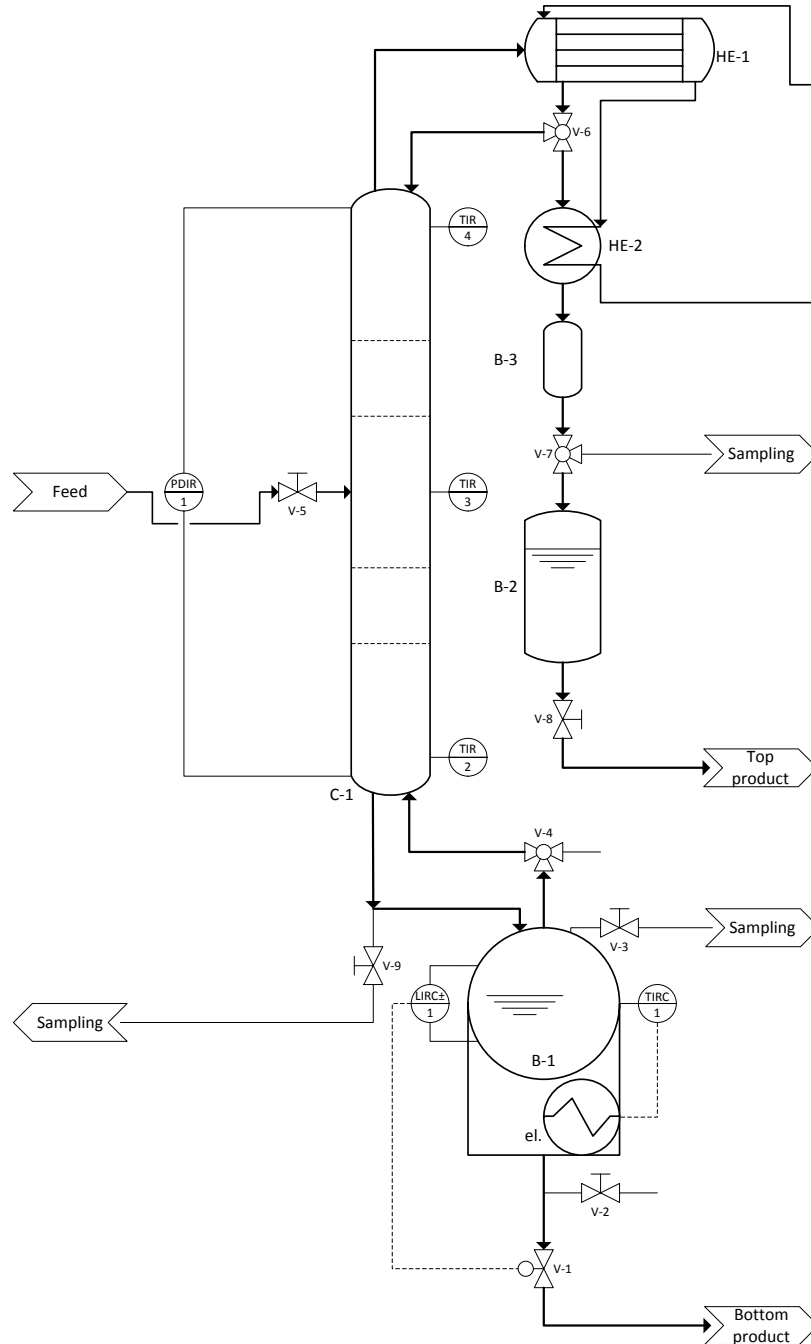 HE-1
V-6
TIR
4
HE-2
B-3
V-7
Sampling
Feed
PDIR
1
V-5
TIR
3
B-2
V-8
TIR
2
Top
product
C-1
V-4
V-3
Sampling
V-9
LIRC±
1
TIRC
1
Sampling
B-1
el.
V-2
V-1
Bottom
product